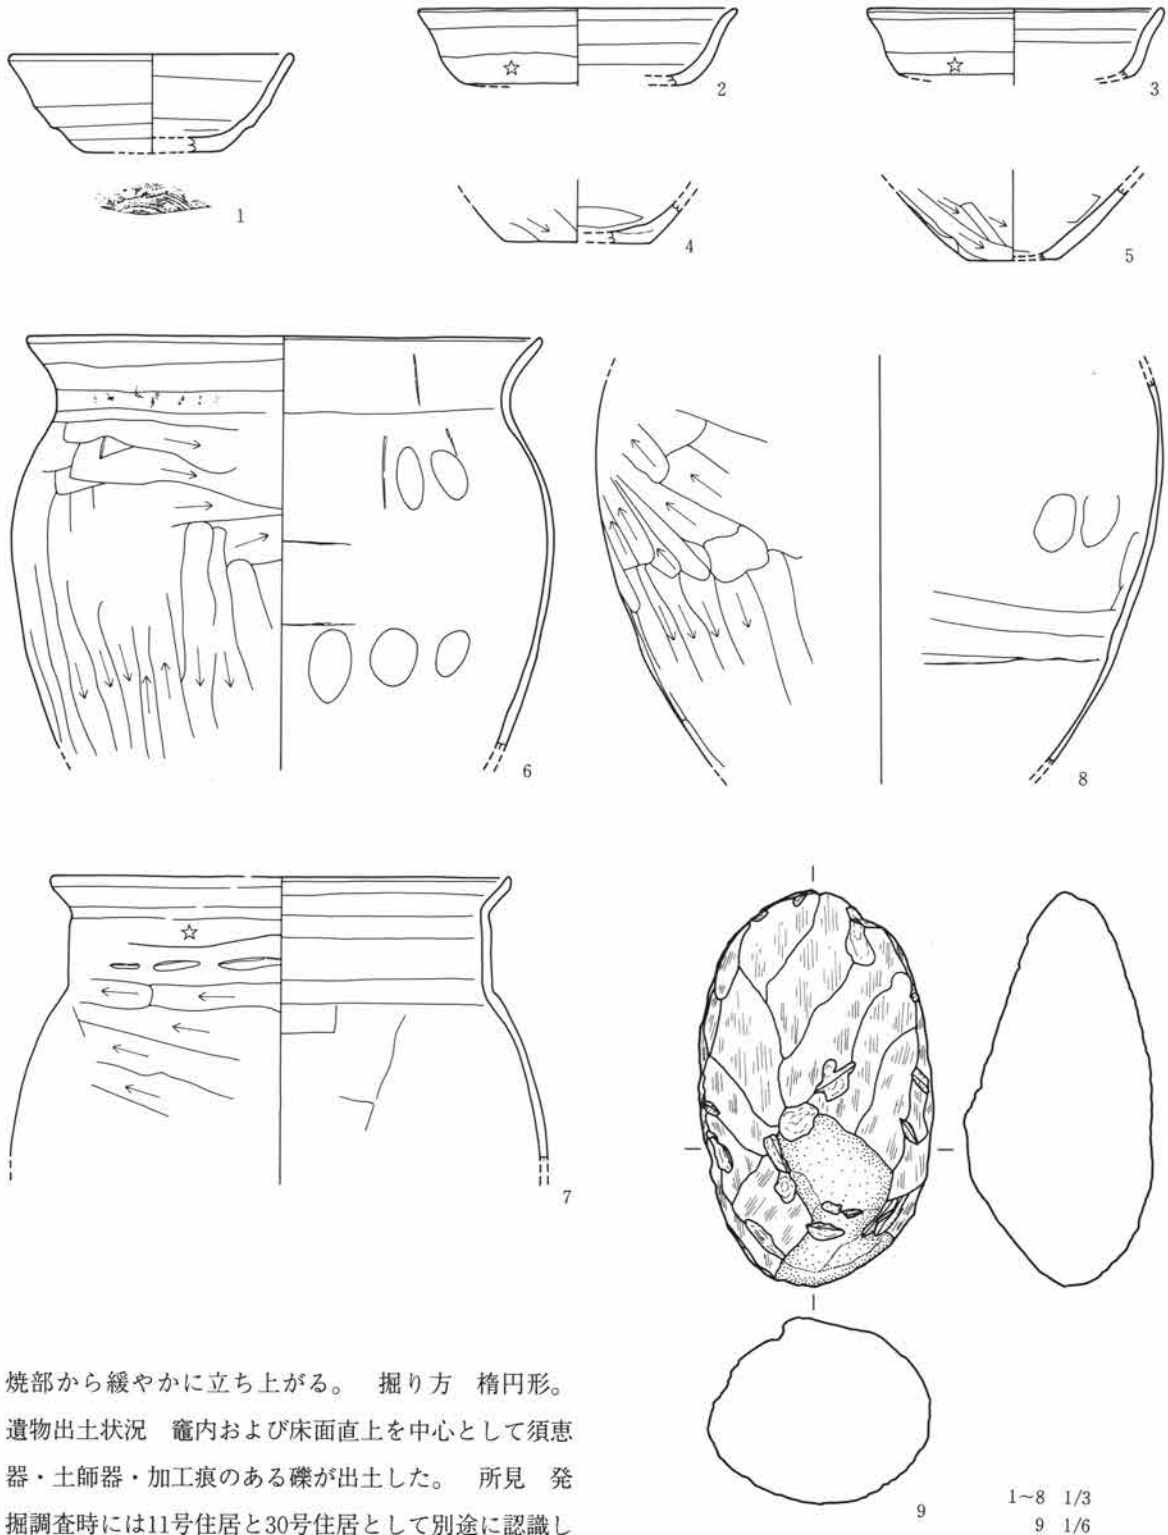 1
2
3
4
5
6
7
8
9
焼部から緩やかに立ち上がる。　掘り方　楕円形。
遺物出土状況　竈内および床面直上を中心として須恵
器・土師器・加工痕のある礫が出土した。　所見　発
掘調査時には11号住居と30号住居として別途に認識し
1~8 1/3
9 1/6